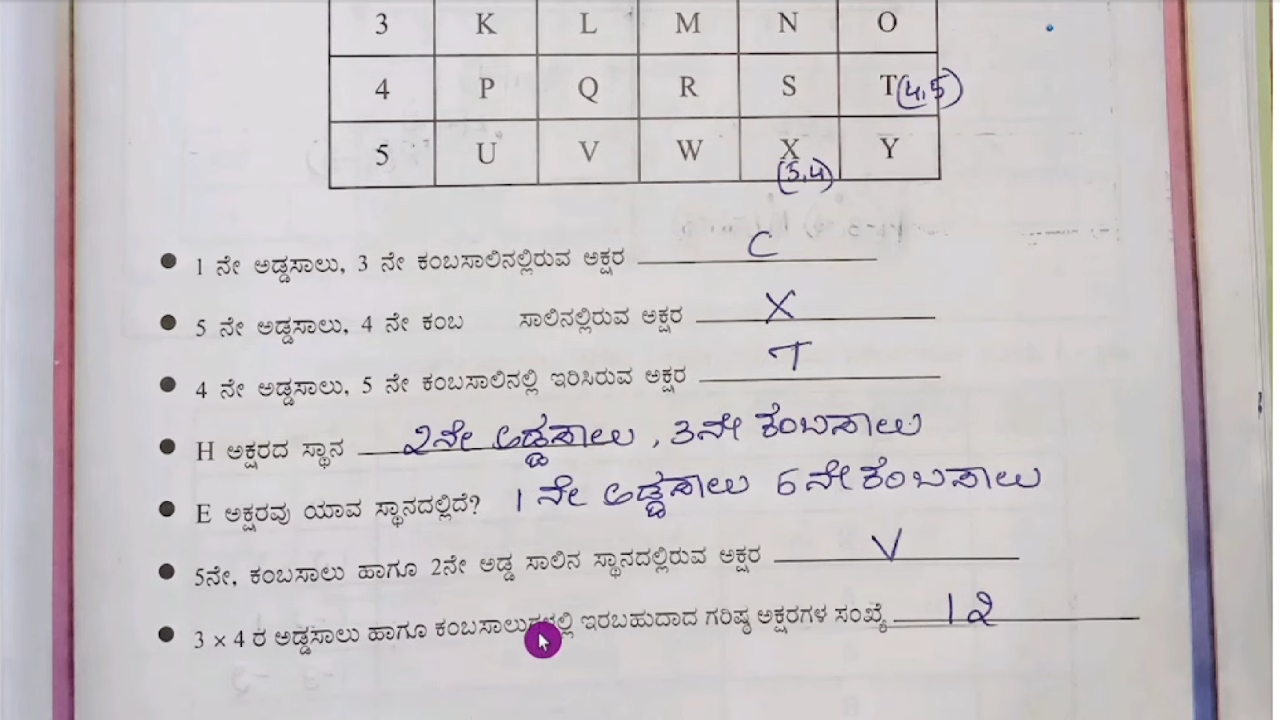 3 K L M N O
4 P Q R S T (4,5)
5 U V W X Y
(5,4)
● 1 ನೇ ಅಡ್ಡಸಾಲು, 3 ನೇ ಕಂಬಸಾಲಿನಲ್ಲಿರುವ ಅಕ್ಷರ C
● 5 ನೇ ಅಡ್ಡಸಾಲು, 4 ನೇ ಕಂಬ ಸಾಲಿನಲ್ಲಿರುವ ಅಕ್ಷರ X
● 4 ನೇ ಅಡ್ಡಸಾಲು, 5 ನೇ ಕಂಬಸಾಲಿನಲ್ಲಿ ಇರಿಸಿರುವ ಅಕ್ಷರ T
● H ಅಕ್ಷರದ ಸ್ಥಾನ 2ನೇ ಅಡ್ಡಸಾಲು, 3ನೇ ಕಂಬಸಾಲು
● E ಅಕ್ಷರವು ಯಾವ ಸ್ಥಾನದಲ್ಲಿದೆ? 1 ನೇ ಅಡ್ಡಸಾಲು 6 ನೇ ಕಂಬಸಾಲು
● 5ನೇ, ಕಂಬಸಾಲು ಹಾಗೂ 2ನೇ ಅಡ್ಡ ಸಾಲಿನ ಸ್ಥಾನದಲ್ಲಿರುವ ಅಕ್ಷರ V
● 3 × 4 ರ ಅಡ್ಡಸಾಲು ಹಾಗೂ ಕಂಬಸಾಲುಗಳಲ್ಲಿ ಇರಬಹುದಾದ ಗರಿಷ್ಠ ಅಕ್ಷರಗಳ ಸಂಖ್ಯೆ 12